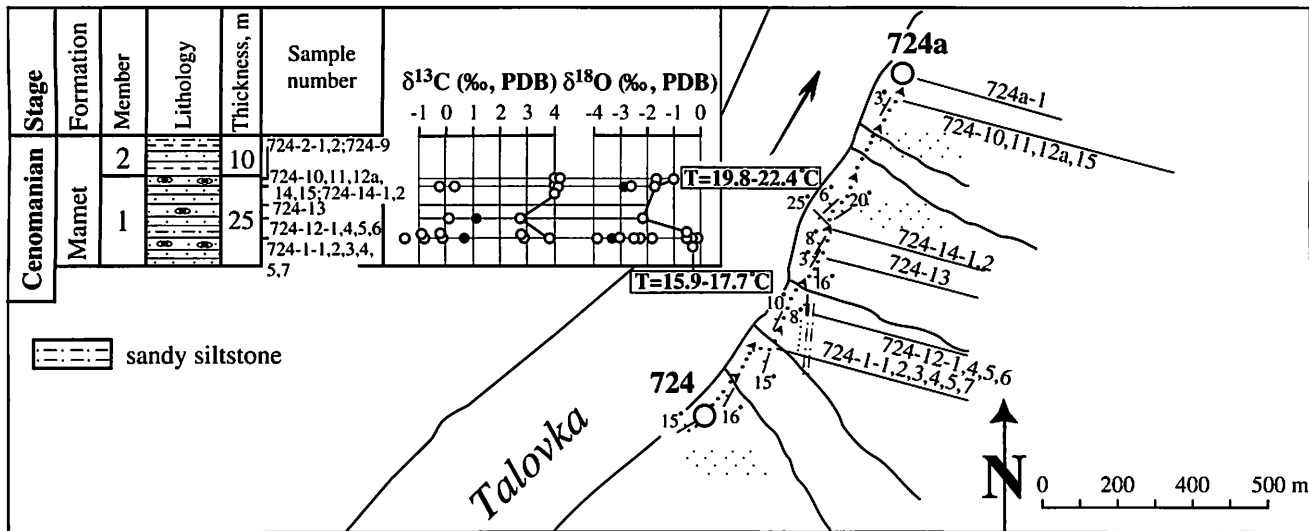 Stage
Formation
Member
Lithology
Thickness, m
Sample
number
δ¹³C (‰, PDB) δ¹⁸O (‰, PDB)
-1 0 1 2 3 4 -4 -3 -2 -1 0
Cenomanian
Mamet
2
10
1
25
724-2-1,2;724-9
724-10,11,12a,
14,15;724-14-1,2
724-13
724-12-1,4,5,6
724-1-1,2,3,4,
5,7
T=19.8-22.4°C
T=15.9-17.7°C
sandy siltstone
724a
3°
724a-1
724-10,11,12a,15
6°
25°
20°
724-14-1,2
8°
724-13
3°
16°
10
8°
724-12-1,4,5,6
724-1-1,2,3,4,5,7
15°
724
16°
15°
Talovka
N
0 200 400 500 m